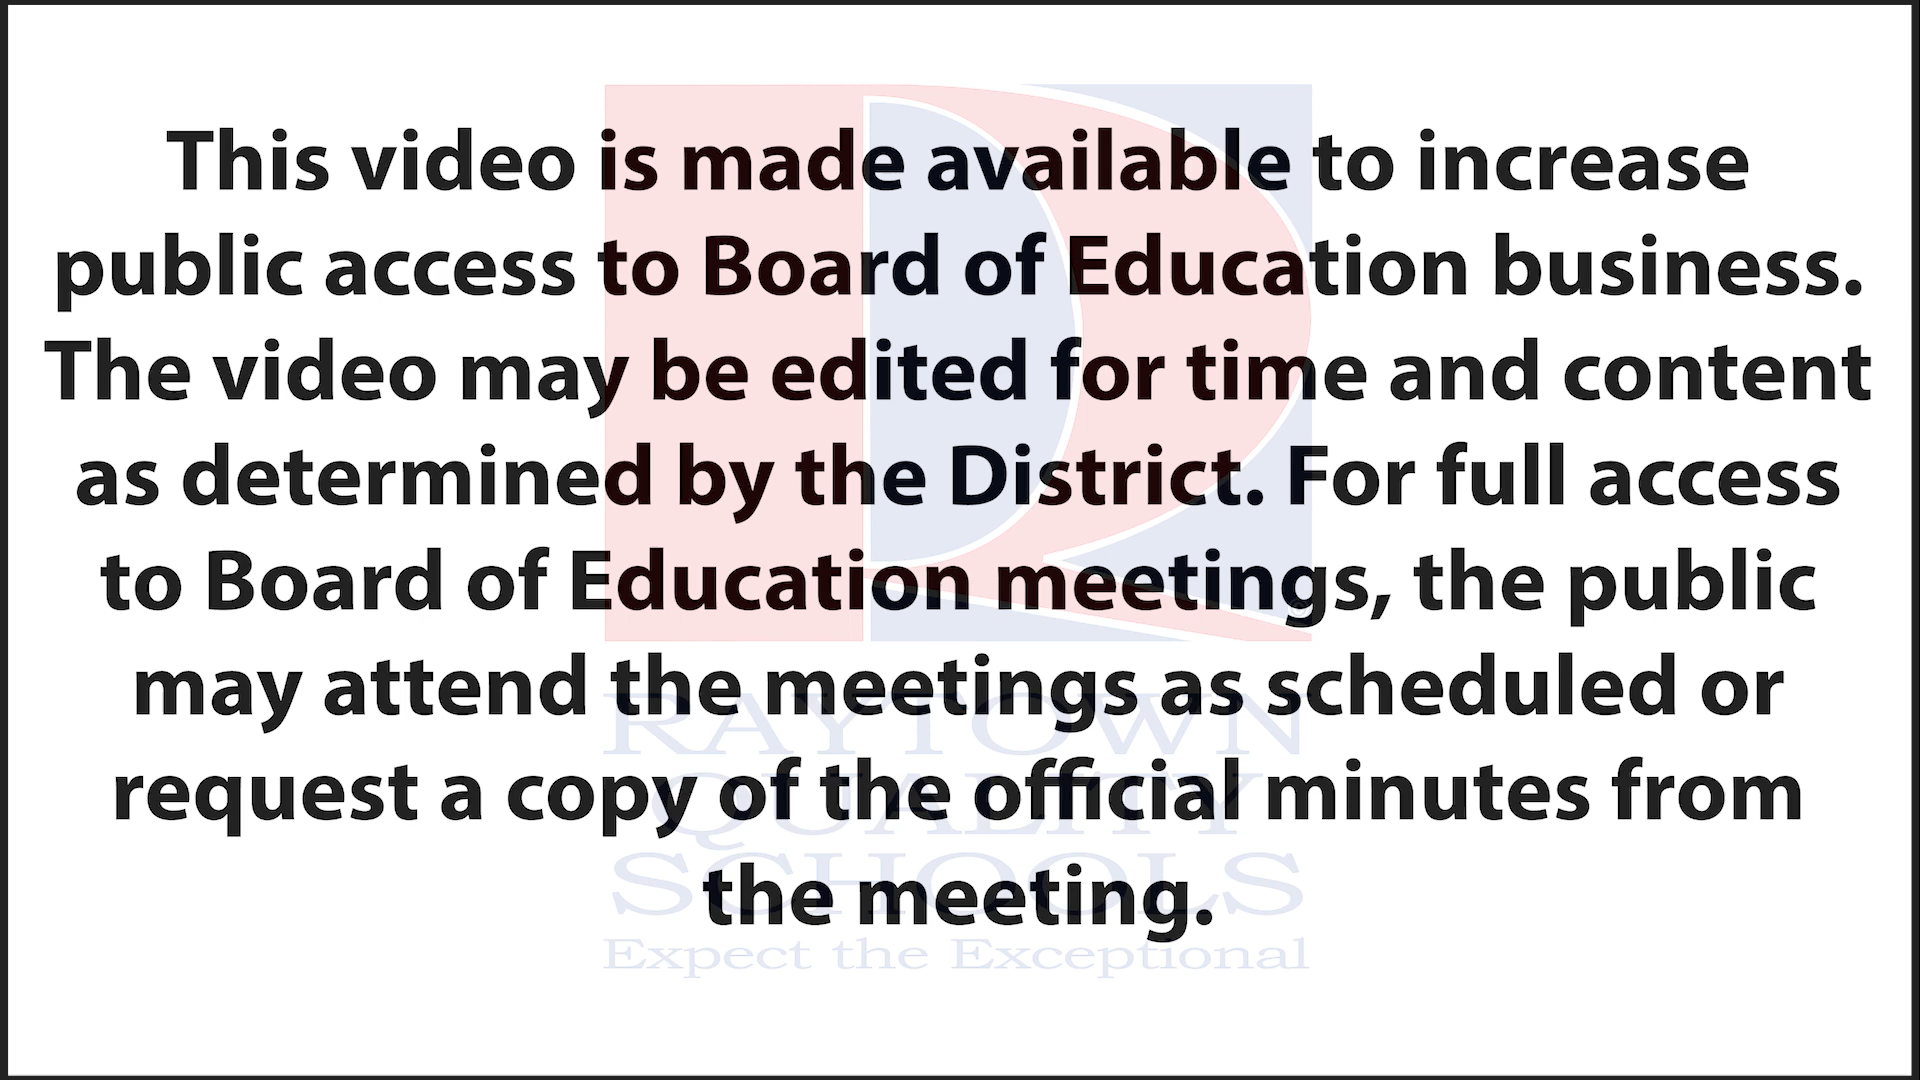 This video is made available to increase
public access to Board of Education business.
The video may be edited for time and content
as determined by the District. For full access
to Board of Education meetings, the public
may attend the meetings as scheduled or
request a copy of the official minutes from
the meeting.
RAYTOWN
QUALITY
SCHOOLS
Expect the Exceptional